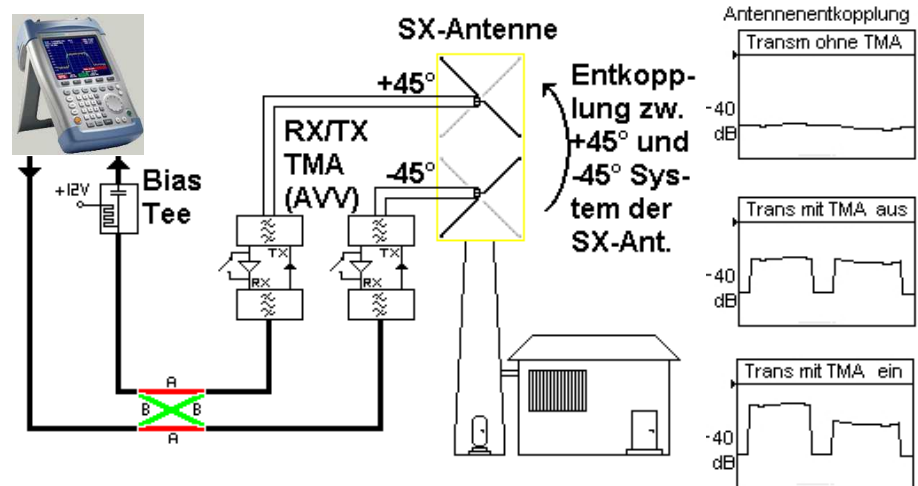 SX-Antenne
+45°
-45°
RX/TX
TMA
(AVV)
Bias
Tee
+12V
TX
RX
TX
RX
A
B
B
A
Entkopp-
lung zw.
+45° und
-45° Sys-
tem der
SX-Ant.
Antennenentkopplung
Transm ohne TMA
-40
dB
Trans mit TMA aus
-40
dB
Trans mit TMA ein
-40
dB